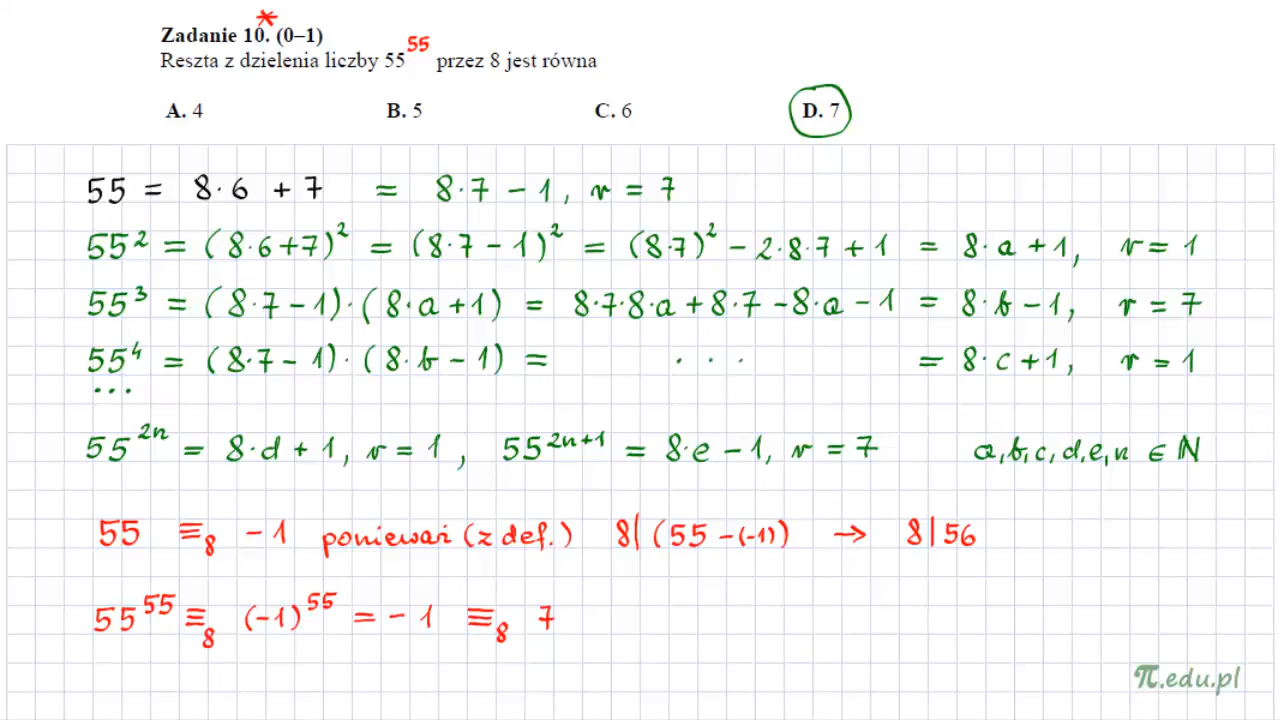 Zadanie 10.* (0–1)
Reszta z dzielenia liczby 55^55 przez 8 jest równa
A. 4 B. 5 C. 6 D. 7
55 = 8·6 + 7 = 8·7 − 1, r = 7
55² = (8·6+7)² = (8·7 − 1)² = (8·7)² − 2·8·7 + 1 = 8·a + 1, r = 1
55³ = (8·7 − 1)·(8·a + 1) = 8·7·8·a + 8·7 − 8·a − 1 = 8·b − 1, r = 7
55⁴ = (8·7 − 1)·(8·b − 1) = ... = 8·c + 1, r = 1
...
55^2n = 8·d + 1, r = 1, 55^2n+1 = 8·e − 1, r = 7 a,b,c,d,e,n ∈ ℕ
55 ≡₈ −1 ponieważ (z def.) 8|(55 − (−1)) → 8|56
55^55 ≡₈ (−1)^55 = −1 ≡₈ 7
π.edu.pl